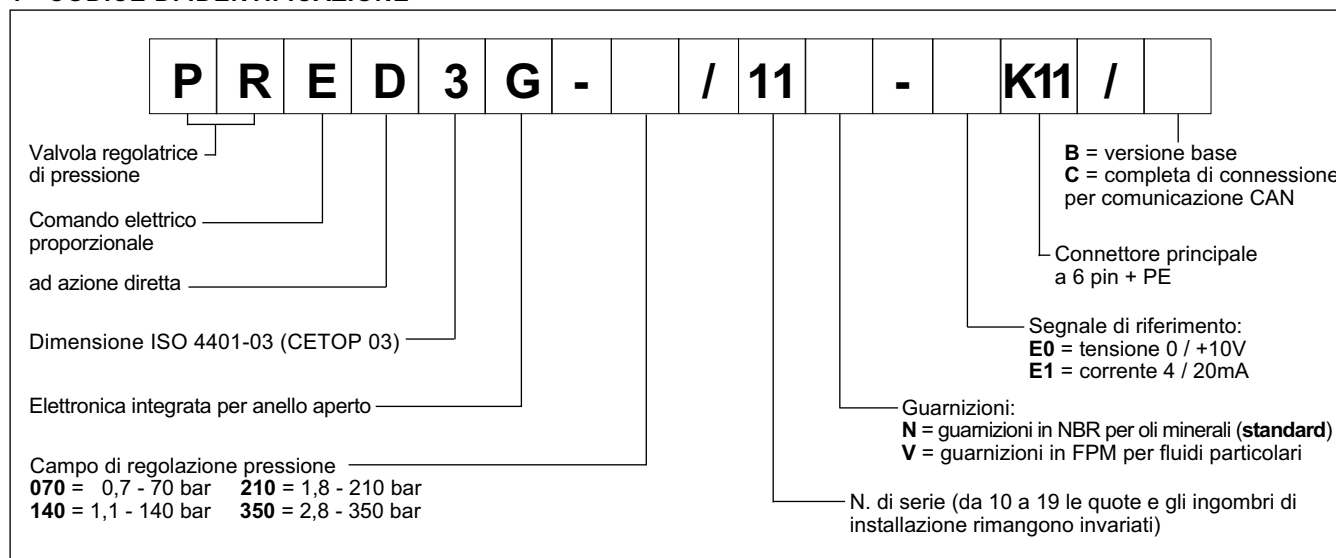 P R E D 3 G - / 11 - K11 /
Valvola regolatrice
di pressione
Comando elettrico
proporzionale
ad azione diretta
Dimensione ISO 4401-03 (CETOP 03)
Elettronica integrata per anello aperto
Campo di regolazione pressione
070 = 0,7 - 70 bar 210 = 1,8 - 210 bar
140 = 1,1 - 140 bar 350 = 2,8 - 350 bar
B = versione base
C = completa di connessione
per comunicazione CAN
Connettore principale
a 6 pin + PE
Segnale di riferimento:
E0 = tensione 0 / +10V
E1 = corrente 4 / 20mA
Guarnizioni:
N = guarnizioni in NBR per oli minerali (standard)
V = guarnizioni in FPM per fluidi particolari
N. di serie (da 10 a 19 le quote e gli ingombri di
installazione rimangono invariati)